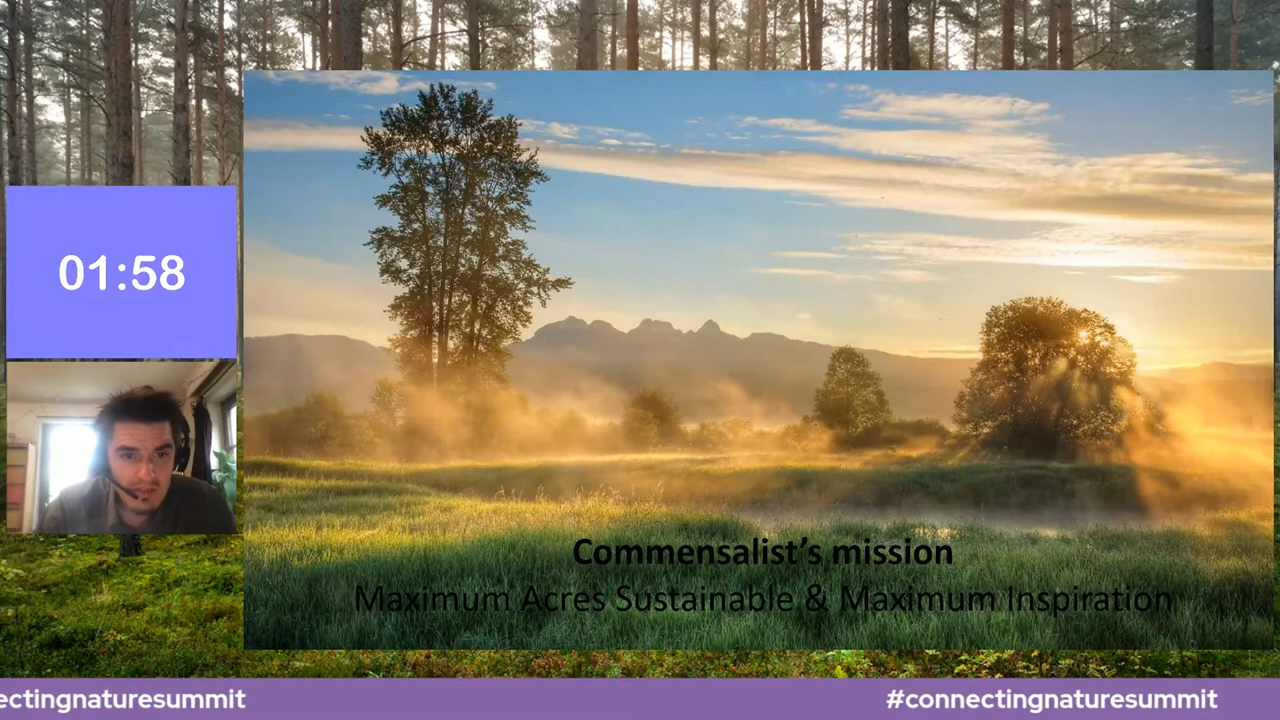 01:58
Commensalist's mission
Maximum Acres Sustainable & Maximum Inspiration
ectingnaturesummit
#connectingnaturesummit